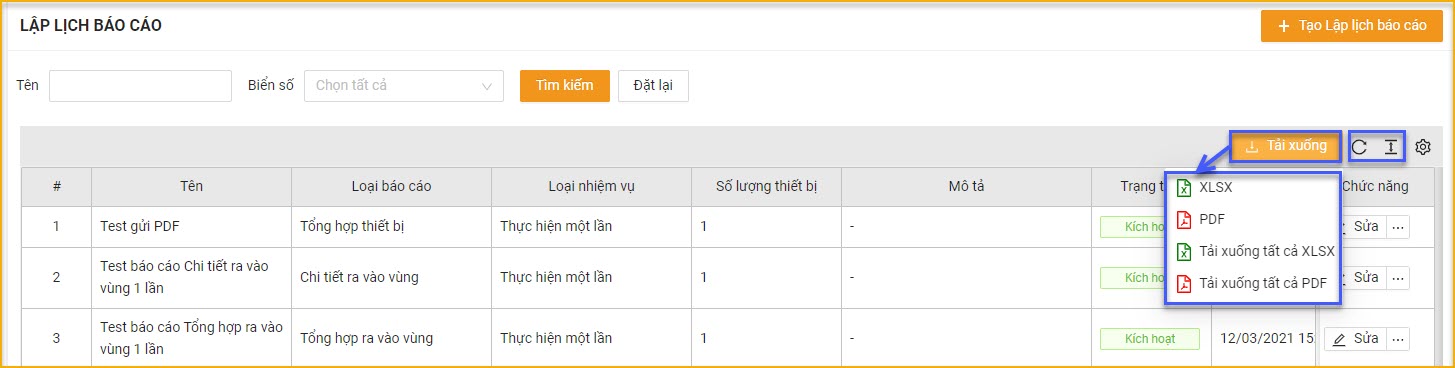 LẬP LỊCH BÁO CÁO
+ Tạo Lập lịch báo cáo
Tên
Biển số Chọn tất cả
Tìm kiếm
Đặt lại
Tải xuống
XLSX
PDF
Tải xuống tất cả XLSX
Tải xuống tất cả PDF
# Tên Loại báo cáo Loại nhiệm vụ Số lượng thiết bị Mô tả Trạng Chức năng
1 Test gửi PDF Tổng hợp thiết bị Thực hiện một lần 1 - Kích Sửa ...
2 Test báo cáo Chi tiết ra vào
vùng 1 lần Chi tiết ra vào vùng Thực hiện một lần 1 - Kích Sửa ...
3 Test báo cáo Tổng hợp ra vào
vùng 1 lần Tổng hợp ra vào vùng Thực hiện một lần 1 - Kích hoạt 12/03/2021 15 Sửa ...